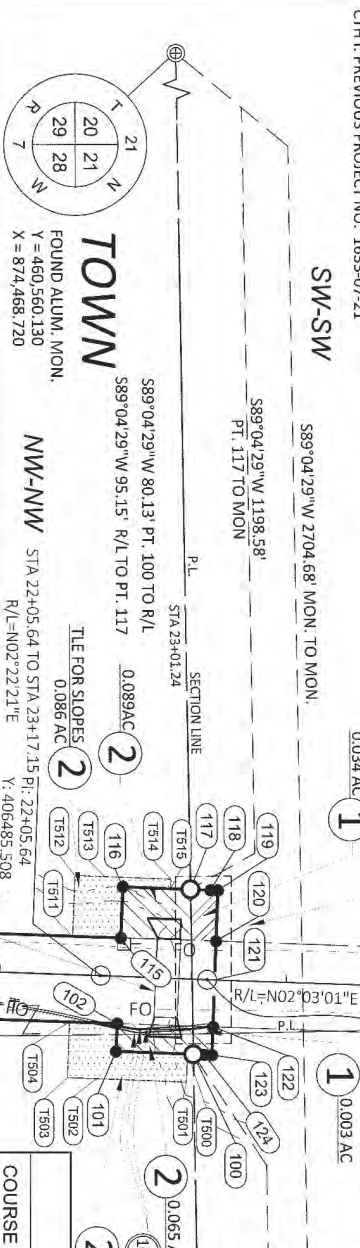 CTH T. PREVIOUS PROJECT NO. 1655-07-21
SW-SW
S89°04'29"W 2704.68' MON. TO MON.
S89°04'29"W 1198.58'
PT. 117 TO MON
P.L.
SECTION LINE
STA 23+01.24
S89°04'29"W 80.13' PT. 100 TO R/L
S89°04'29"W 95.15' R/L TO PT. 117
TOWN
21
T
N
R
W
7
20
21
29
28
FOUND ALUM. MON.
Y = 460,560.130
X = 874,468.720
NW-NW
STA 22+05.64 TO STA 23+17.15
R/L=N02°22'21"E
PI: 22+05.64
Y: 406485.508
0.089AC
2
TLE FOR SLOPES
0.086 AC
2
0.034 AC
1
119
118
117
T515
T514
116
T513
T512
T511
120
121
115
FO
R/L=N02°03'01"E
P.L.
102
FO
T504
T503
T502
101
T501
T500
100
124
123
122
1
0.003 AC
2
0.065
2
COURSE